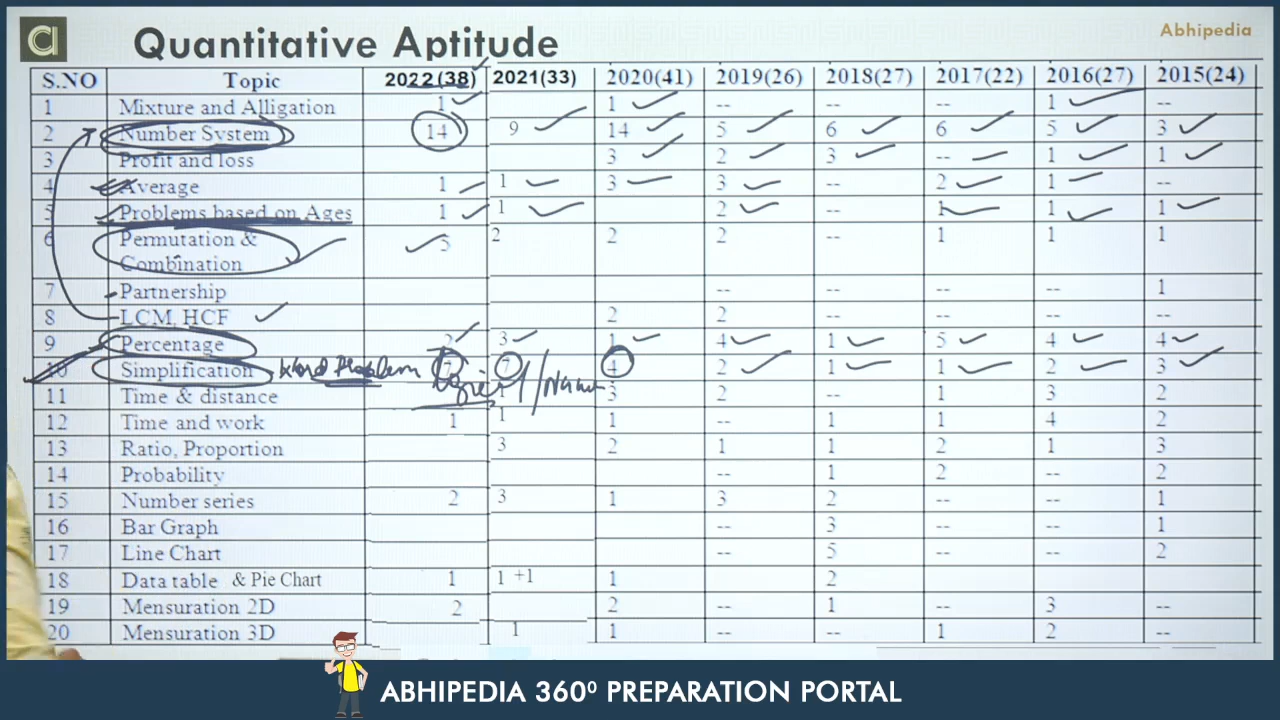 Abhipedia
Quantitative Aptitude
S.NO Topic 2022(38) 2021(33) 2020(41) 2019(26) 2018(27) 2017(22) 2016(27) 2015(24)
1 Mixture and Alligation 1 1 -- -- -- 1 --
2 Number System 14 9 14 5 6 6 5 3
3 Profit and loss 3 2 3 -- 1 1
4 Average 1 1 3 3 -- 2 1 --
5 Problems based on Ages 1 1 2 -- 1 1 1
6 Permutation & 2 2 2 -- 1 1 1
Combination
7 Partnership -- -- -- -- 1
8 LCM, HCF 2 2 -- -- -- --
9 Percentage 2 3 1 4 1 5 4 4
10 Simplification - Word Problem 7 7 4 2 1 1 2 3
11 Time & distance 1 3 2 -- 1 3 2
12 Time and work 1 1 1 1 1 4 2
13 Ratio, Proportion 3 2 1 1 2 1 3
14 Probability -- 1 2 -- 2
15 Number series 2 3 1 3 2 -- -- 1
16 Bar Graph -- 3 -- -- 1
17 Line Chart -- 5 -- -- 2
18 Data table & Pie Chart 1 1 +1 1 2
19 Mensuration 2D 2 2 -- 1 -- 3 --
20 Mensuration 3D 1 1 -- -- 1 2 --
ABHIPEDIA 360⁰ PREPARATION PORTAL